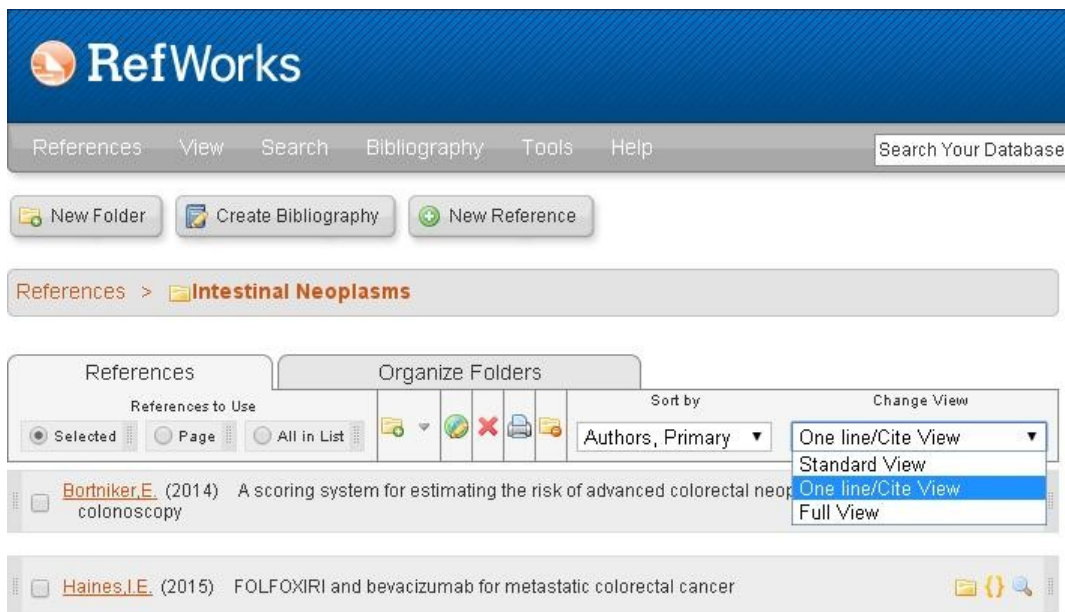 RefWorks
References View Search Bibliography Tools Help Search Your Database
New Folder Create Bibliography New Reference
References > Intestinal Neoplasms
References Organize Folders
References to Use Sort by Change View
Selected Page All in List Authors, Primary One line/Cite View
Standard View
One line/Cite View
Full View
Bortniker,E. (2014) A scoring system for estimating the risk of advanced colorectal neop
colonoscopy
Haines,I.E. (2015) FOLFOXIRI and bevacizumab for metastatic colorectal cancer {}